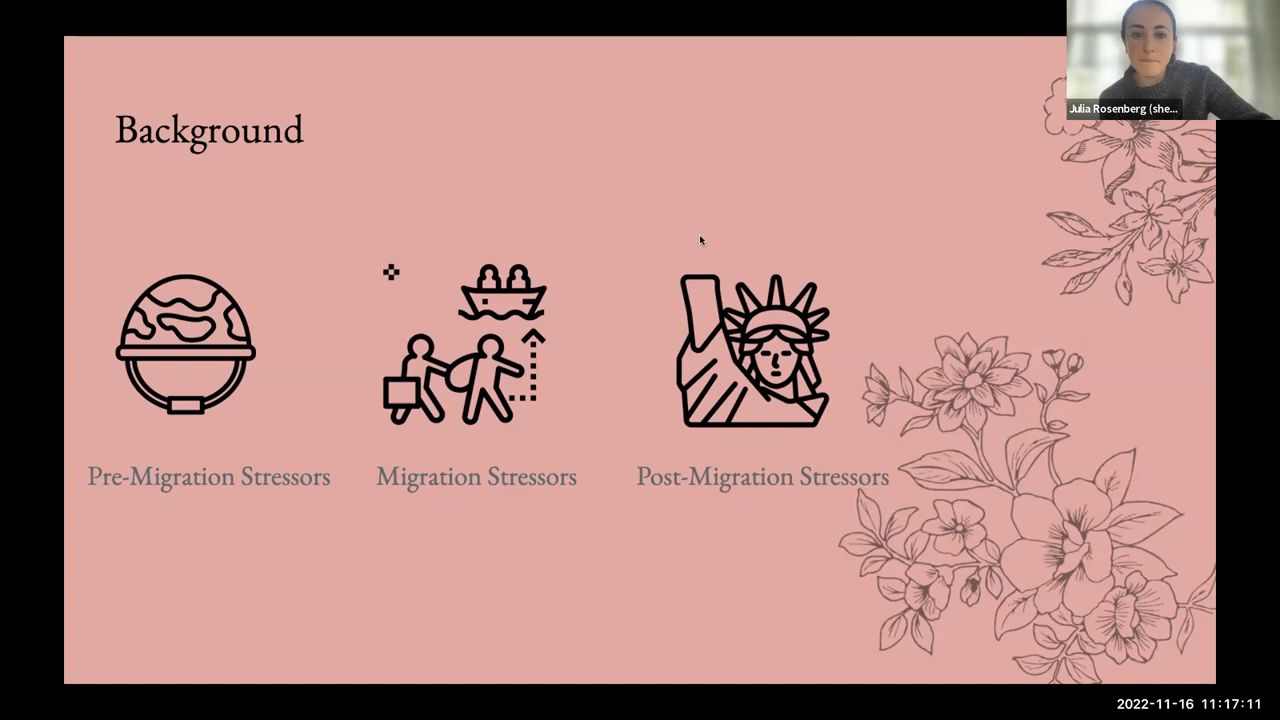 Background
Julia Rosenberg (she...
Pre-Migration Stressors
Migration Stressors
Post-Migration Stressors
2022-11-16 11:17:11